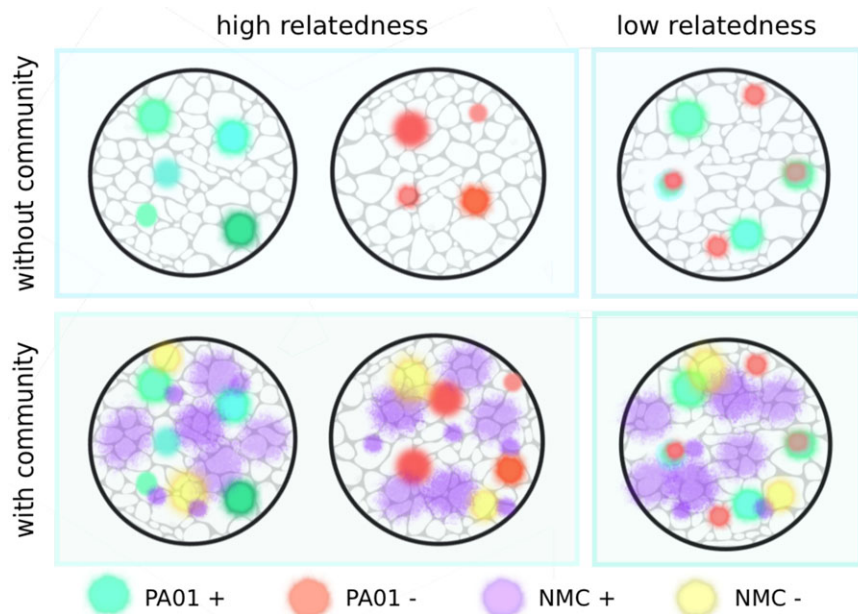 high relatedness
low relatedness
without community
with community
PA01 +
PA01 -
NMC +
NMC -